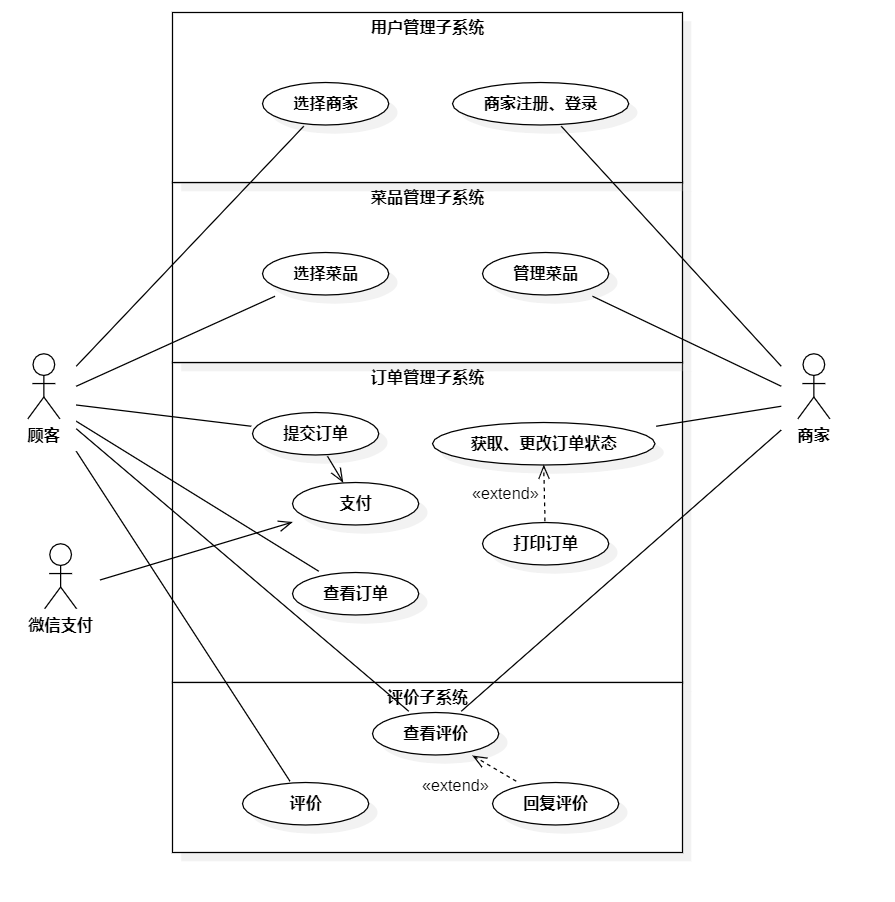 用户管理子系统
选择商家
商家注册、登录
菜品管理子系统
选择菜品
管理菜品
订单管理子系统
提交订单
获取、更改订单状态
顾客
商家
«extend»
支付
打印订单
查看订单
微信支付
评价子系统
查看评价
«extend»
评价
回复评价